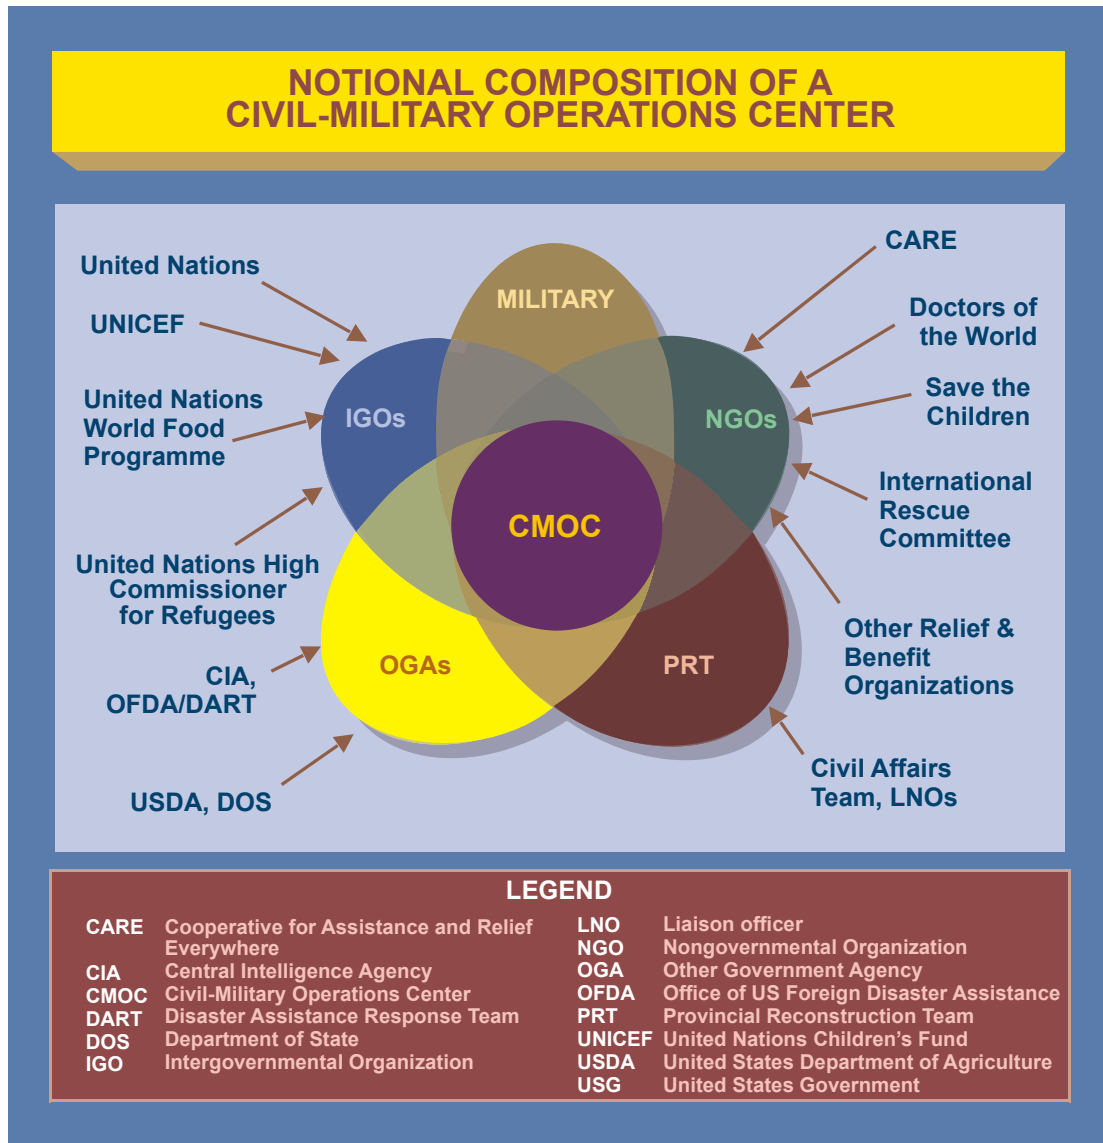 NOTIONAL COMPOSITION OF A
CIVIL-MILITARY OPERATIONS CENTER
United Nations
UNICEF
United Nations
World Food
Programme
United Nations High
Commissioner
for Refugees
CIA,
OFDA/DART
USDA, DOS
MILITARY
IGOs
NGOs
CMOC
OGAs
PRT
CARE
Doctors of
the World
Save the
Children
International
Rescue
Committee
Other Relief &
Benefit
Organizations
Civil Affairs
Team, LNOs
LEGEND
CARE Cooperative for Assistance and Relief
Everywhere
CIA Central Intelligence Agency
CMOC Civil-Military Operations Center
DART Disaster Assistance Response Team
DOS Department of State
IGO Intergovernmental Organization
LNO Liaison officer
NGO Nongovernmental Organization
OGA Other Government Agency
OFDA Office of US Foreign Disaster Assistance
PRT Provincial Reconstruction Team
UNICEF United Nations Children’s Fund
USDA United States Department of Agriculture
USG United States Government